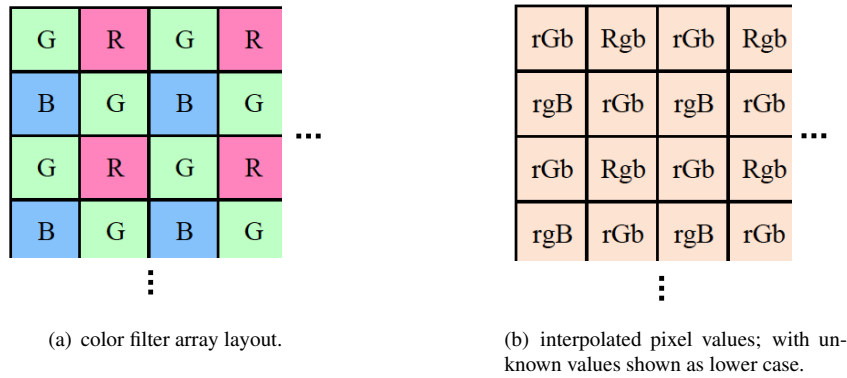 G R G R
B G B G
G R G R
B G B G
(a) color filter array layout.
rGb Rgb rGb Rgb
rgB rGb rgB rGb
rGb Rgb rGb Rgb
rgB rGb rgB rGb
(b) interpolated pixel values; with un-
known values shown as lower case.